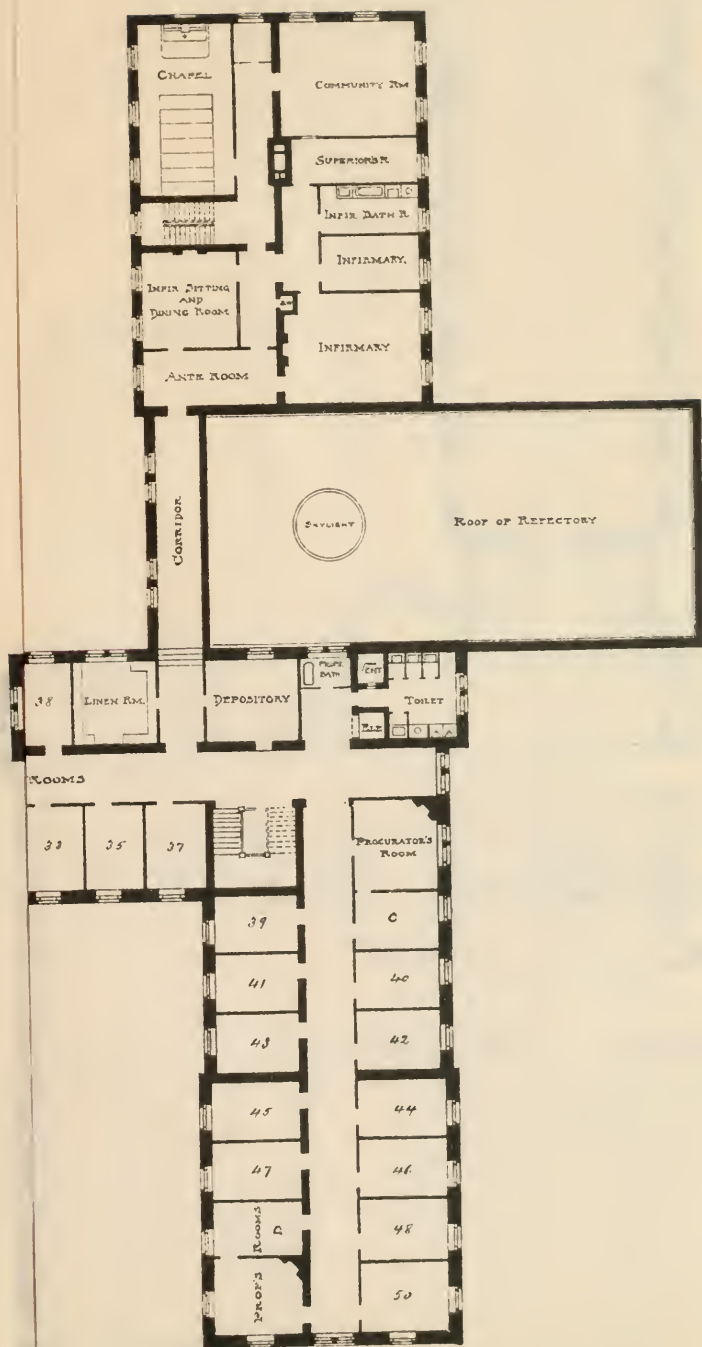 CHAPEL
COMMUNITY RM
SUPERIOR'S R
INFIR BATH R
INFIRMARY.
INFIR SITTING
AND
DINING ROOM
INFIRMARY
ANTE ROOM
CORRIDOR
SKYLIGHT
ROOF OF REFECTORY
38
LINEN RM.
DEPOSITORY
BATH
TOILET
ROOMS
33
35
37
PROCURATOR'S
ROOM
39
C
41
40
43
42
45
44
47
46
ROOMS
D
48
PROF'S
50